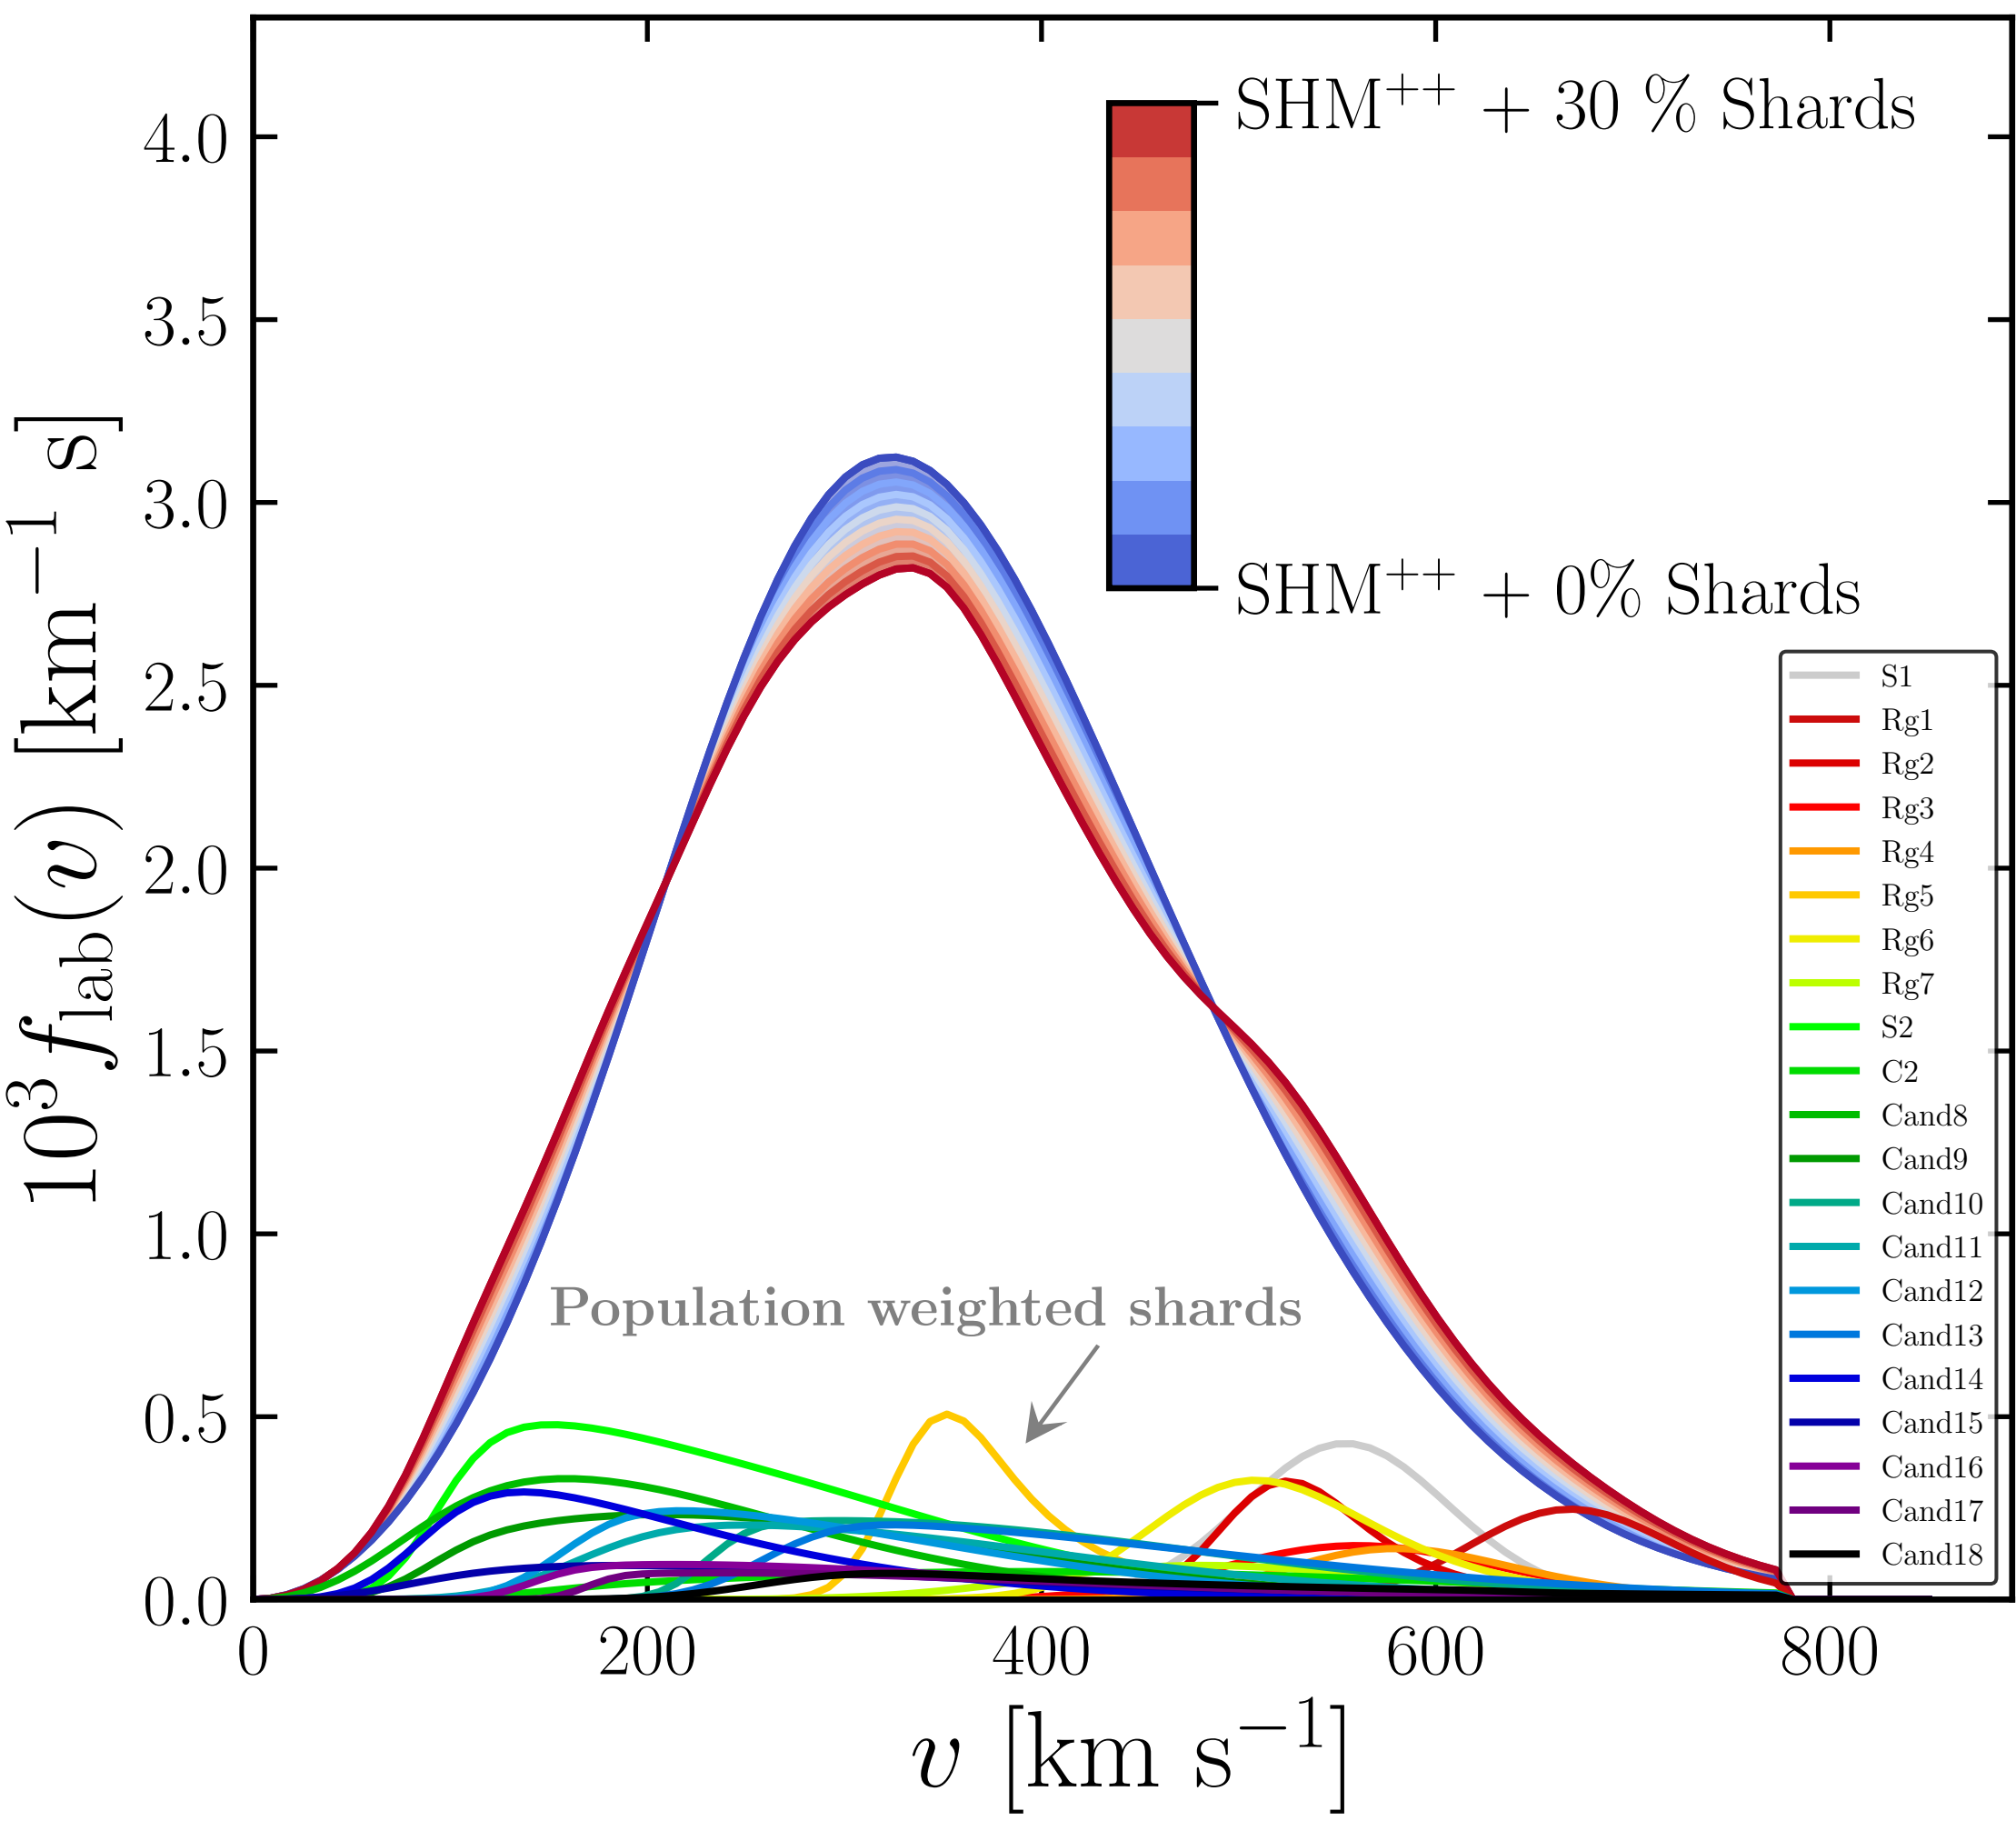 10³f_lab(v) [km⁻¹ s]
4.0
3.5
3.0
2.5
2.0
1.5
1.0
0.5
0.0
SHM⁺⁺ + 30 % Shards
SHM⁺⁺ + 0% Shards
S1
Rg1
Rg2
Rg3
Rg4
Rg5
Rg6
Rg7
S2
C2
Cand8
Cand9
Cand10
Cand11
Cand12
Cand13
Cand14
Cand15
Cand16
Cand17
Cand18
Population weighted shards
0 200 400 600 800
v [km s⁻¹]